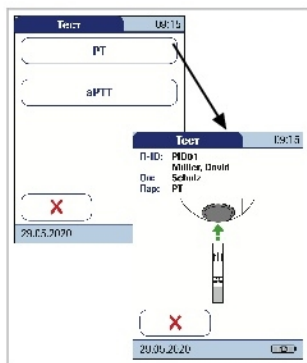 Тест 09:15
PT
aPTT
29.05.2020
Тест 09:15
П-ID: PID01
Müller, David
Оп: Schulz
Пар: PT
29.05.2020